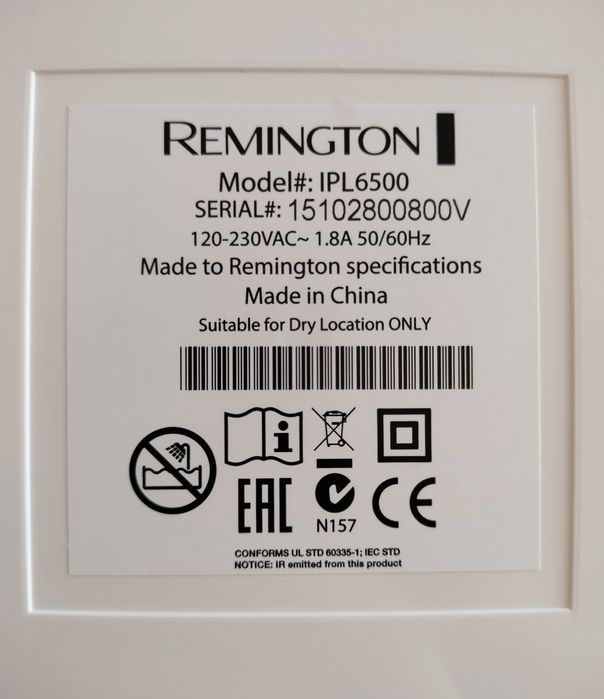 REMINGTON
Model#: IPL6500
SERIAL#: 15102800800V
120-230VAC~ 1.8A 50/60Hz
Made to Remington specifications
Made in China
Suitable for Dry Location ONLY
i
EAC
N157
CE
CONFORMS UL STD 60335-1; IEC STD
NOTICE: IR emitted from this product